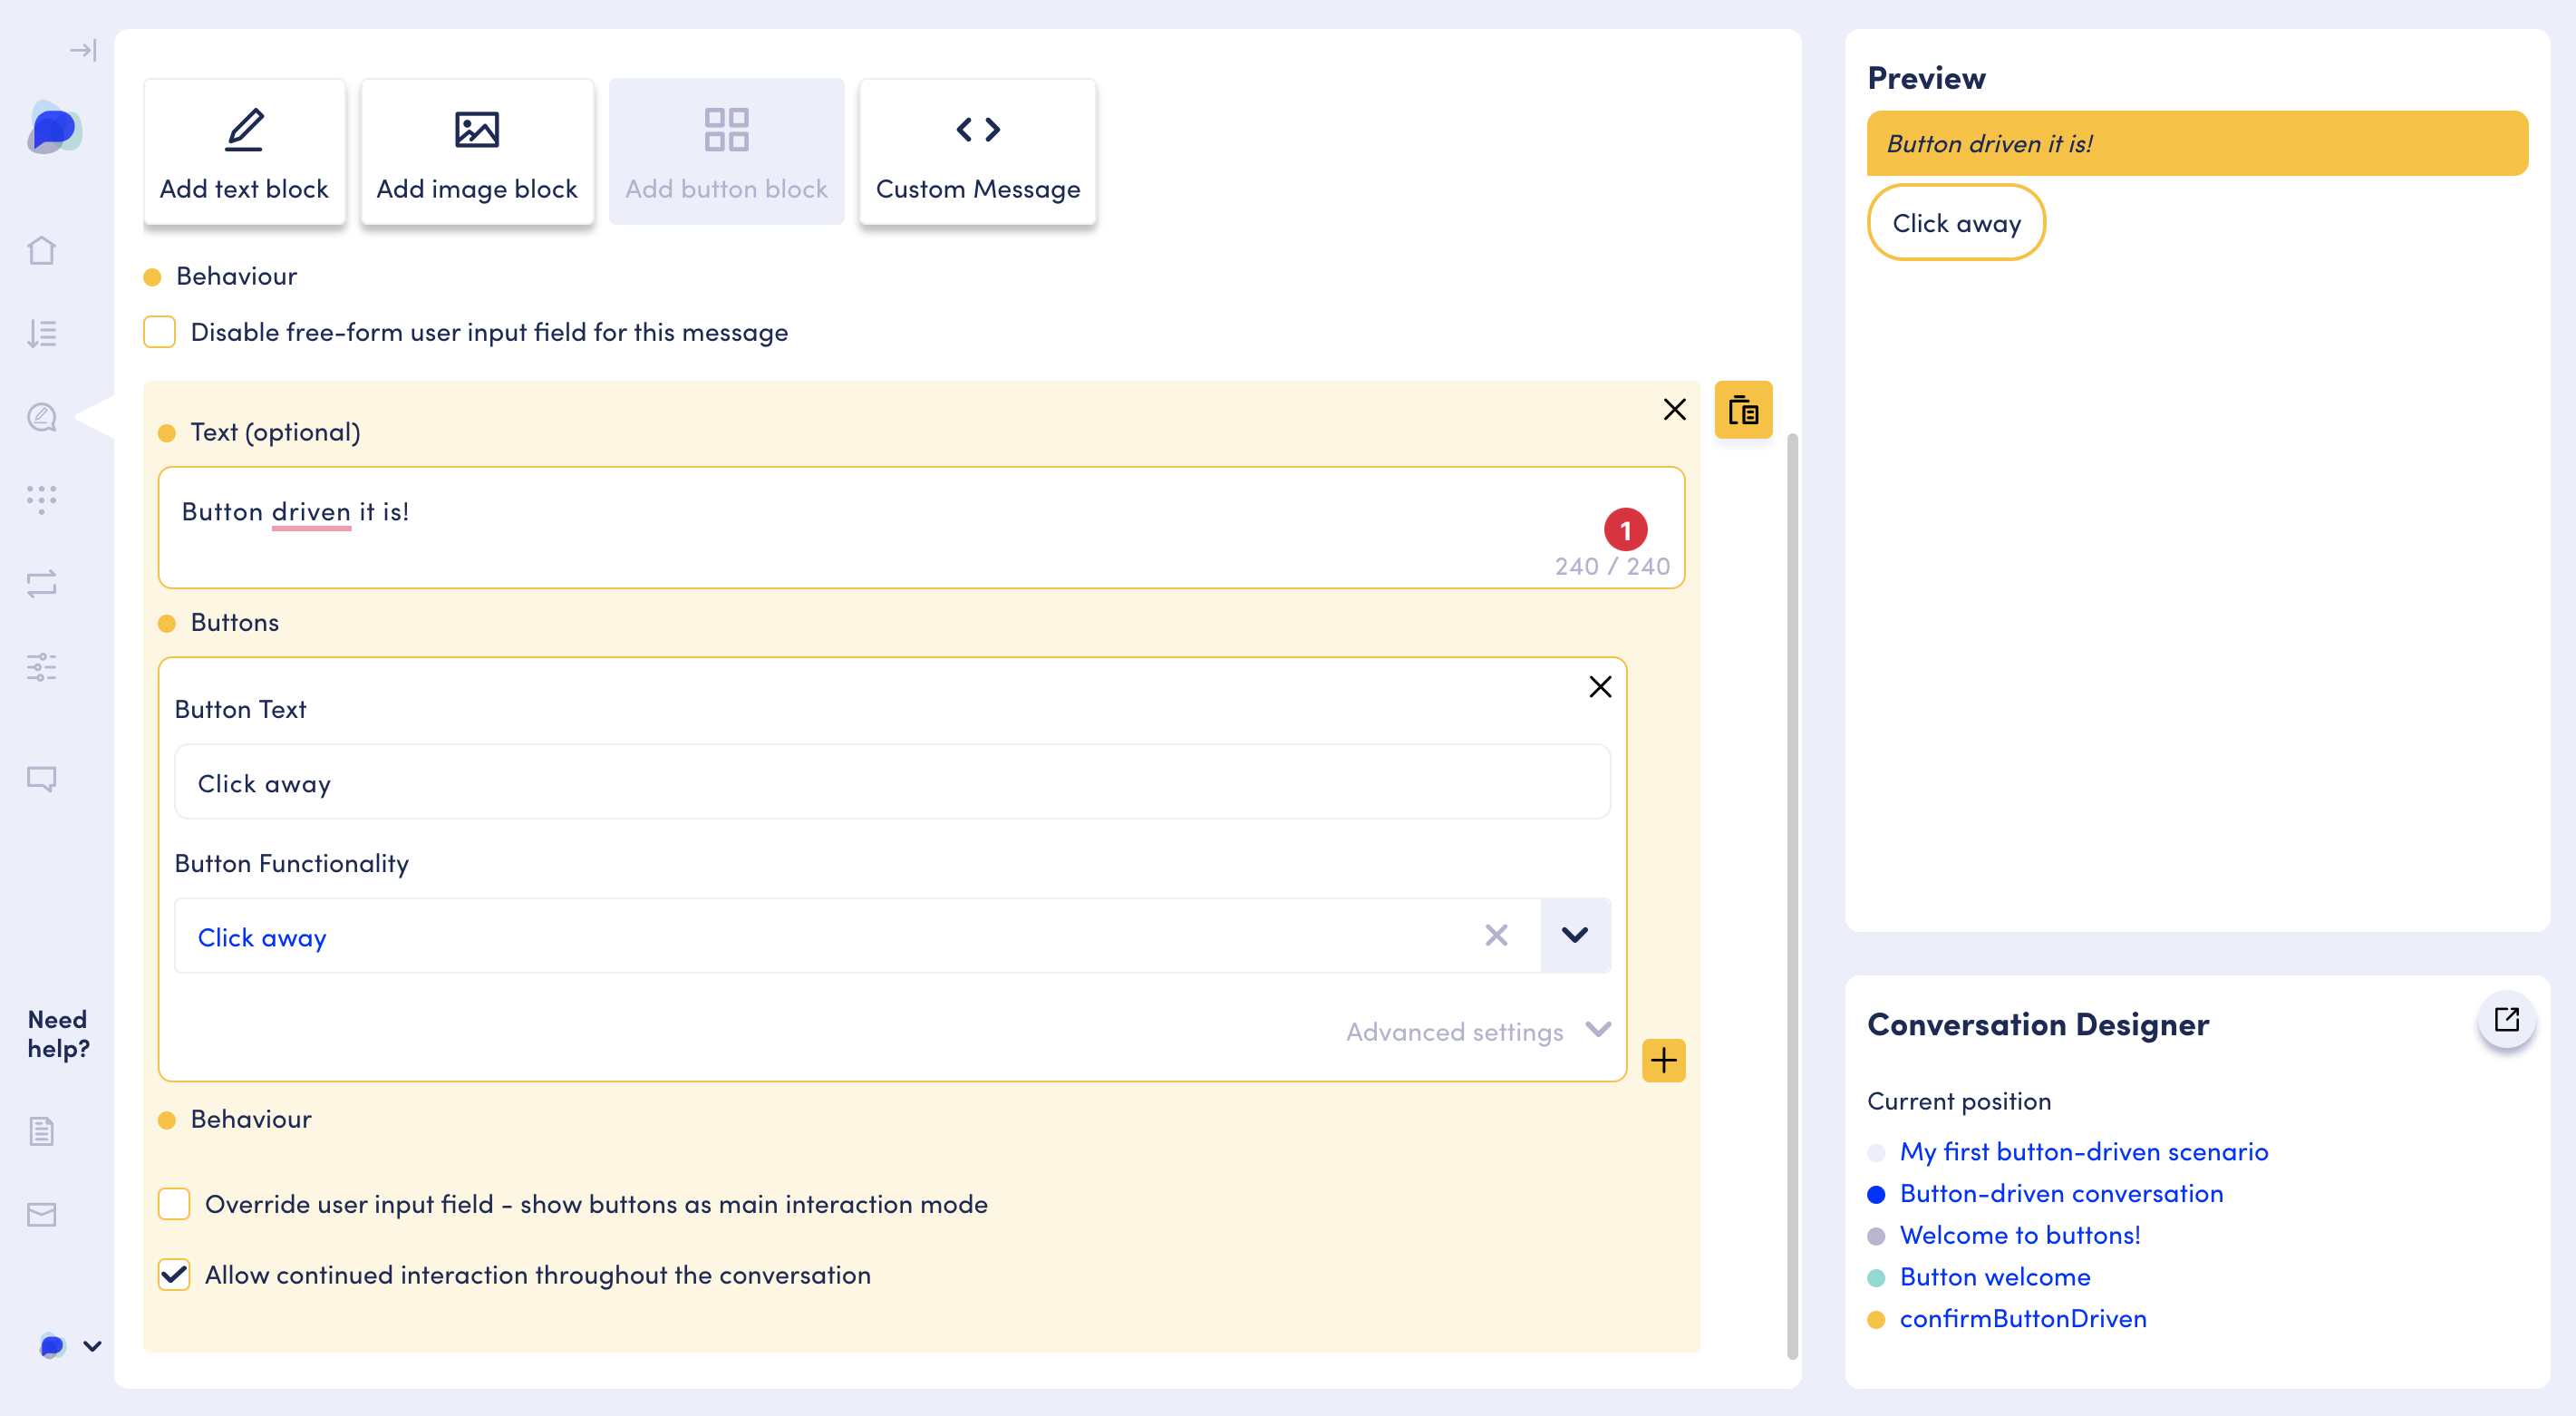 Add text block
Add image block
Add button block
Custom Message
Behaviour
Disable free-form user input field for this message
Text (optional)
Button driven it is!
1
240 / 240
Buttons
Button Text
Click away
Button Functionality
Click away
Advanced settings
Behaviour
Override user input field - show buttons as main interaction mode
Allow continued interaction throughout the conversation
Need
help?
Preview
Button driven it is!
Click away
Conversation Designer
Current position
My first button-driven scenario
Button-driven conversation
Welcome to buttons!
Button welcome
confirmButtonDriven